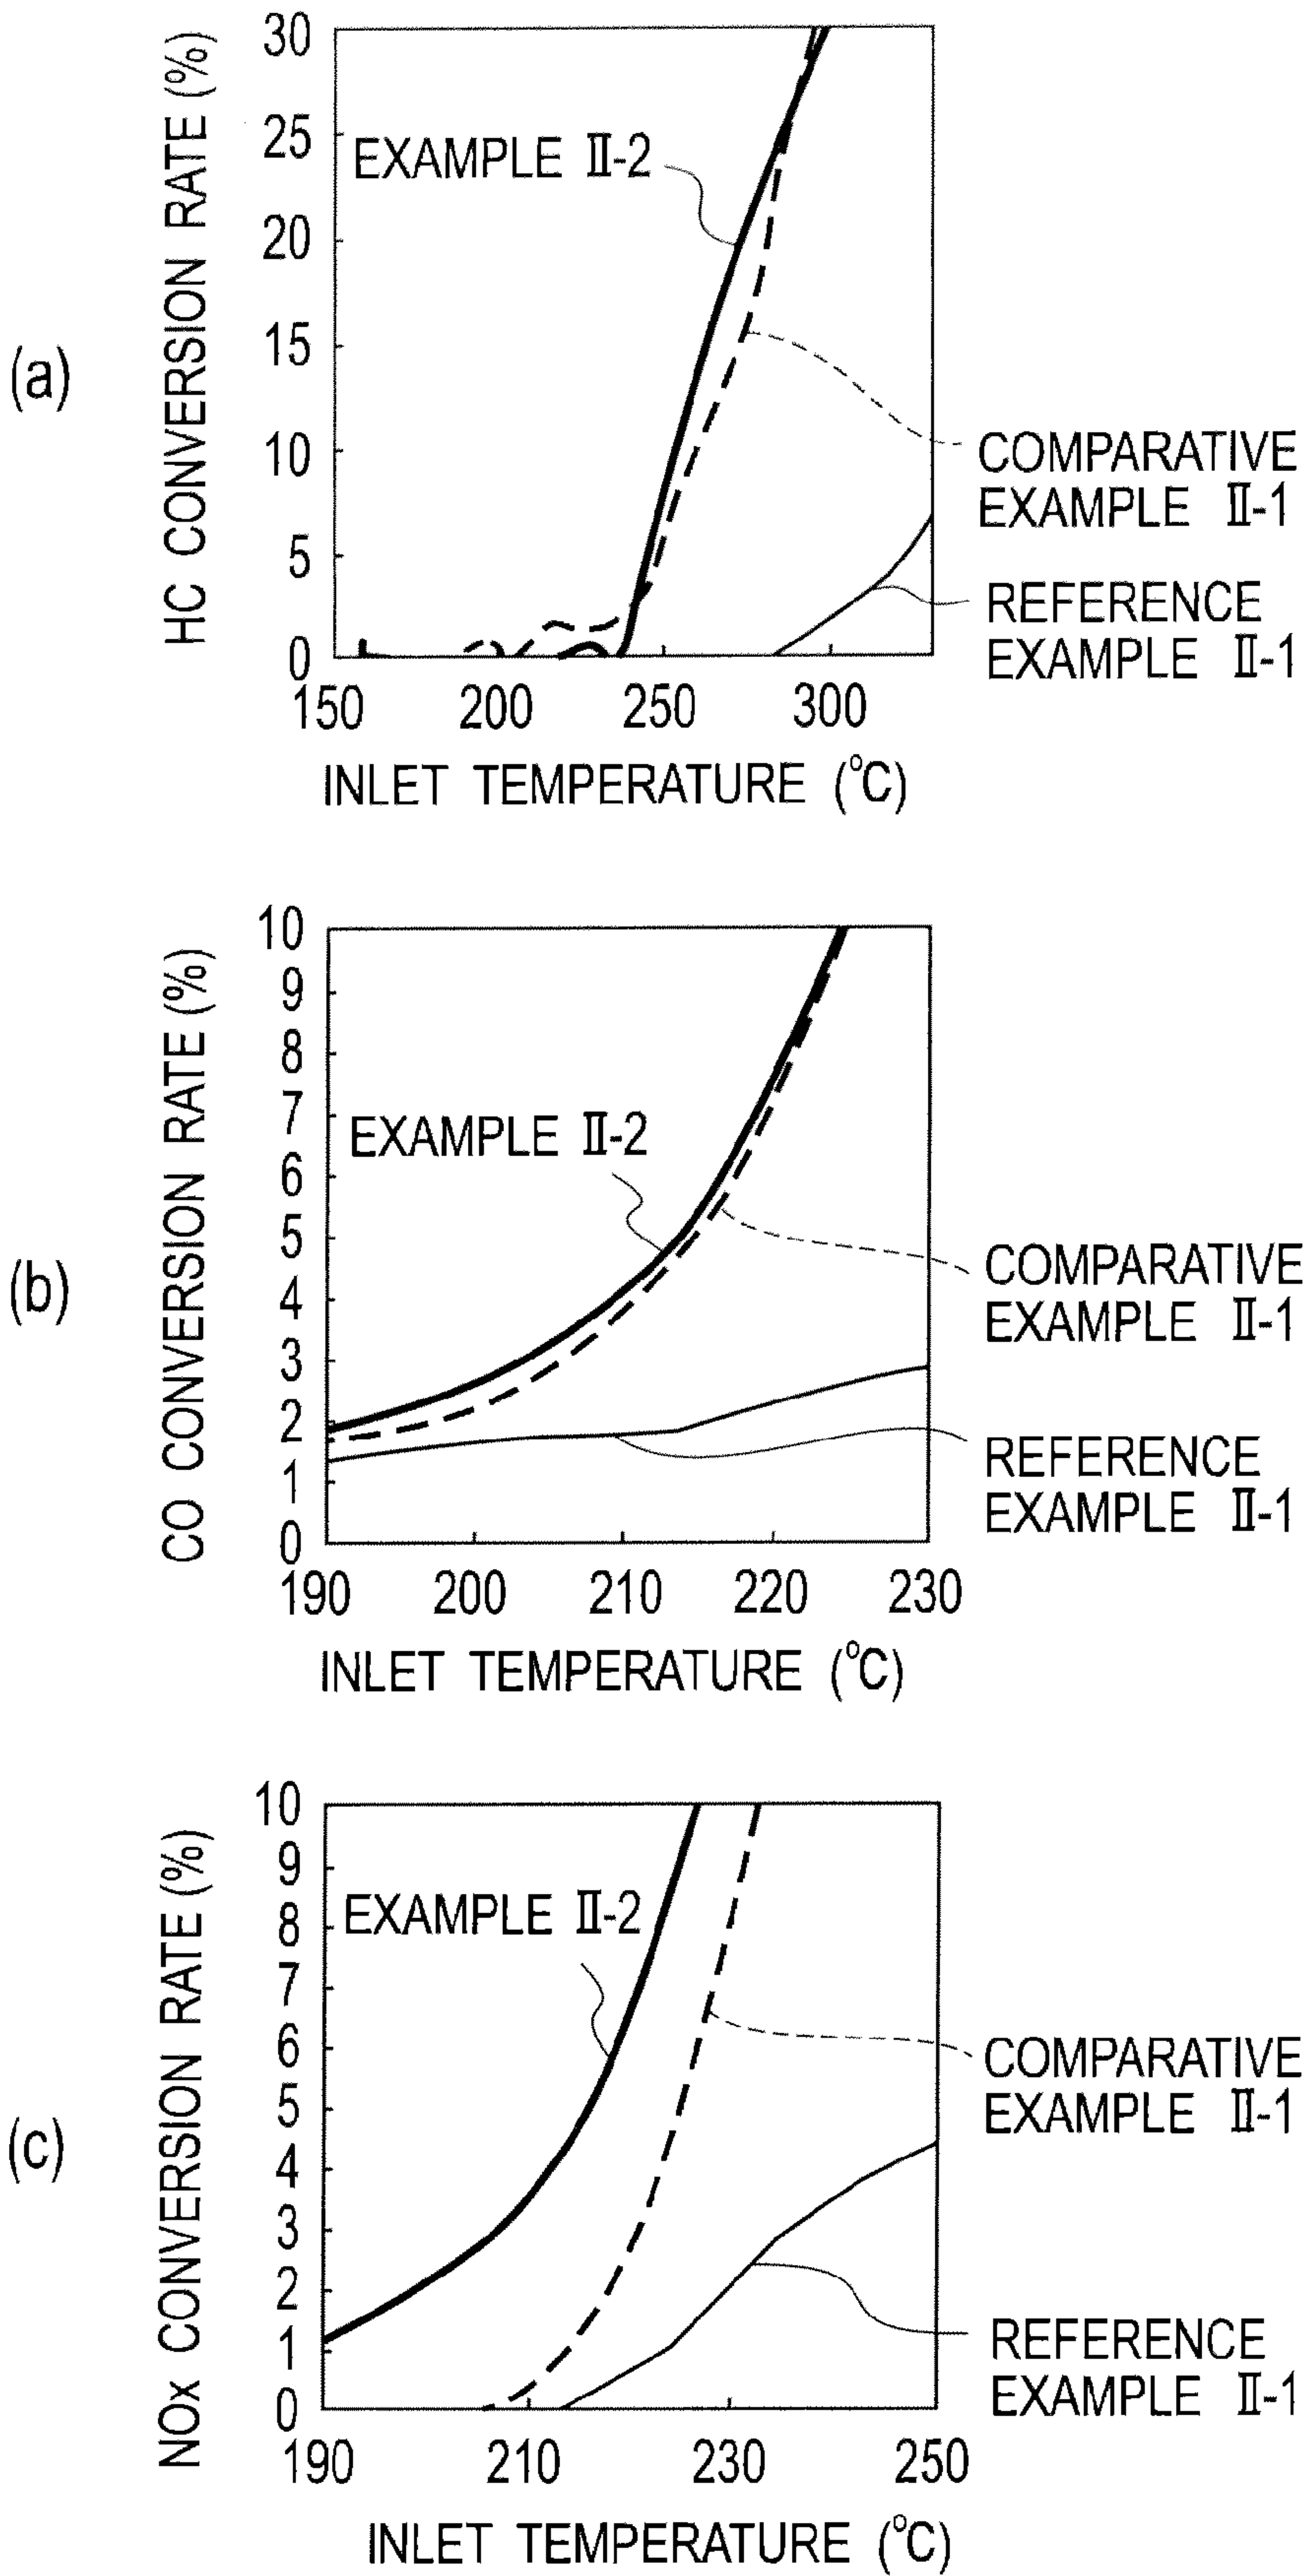 (a)
HC CONVERSION RATE (%)
30
25
20
15
10
5
0
150 200 250 300
INLET TEMPERATURE (°C)
EXAMPLE II-2
COMPARATIVE
EXAMPLE II-1
REFERENCE
EXAMPLE II-1
(b)
CO CONVERSION RATE (%)
10
9
8
7
6
5
4
3
2
1
0
190 200 210 220 230
INLET TEMPERATURE (°C)
EXAMPLE II-2
COMPARATIVE
EXAMPLE II-1
REFERENCE
EXAMPLE II-1
(c)
NOx CONVERSION RATE (%)
10
9
8
7
6
5
4
3
2
1
0
190 210 230 250
INLET TEMPERATURE (°C)
EXAMPLE II-2
COMPARATIVE
EXAMPLE II-1
REFERENCE
EXAMPLE II-1